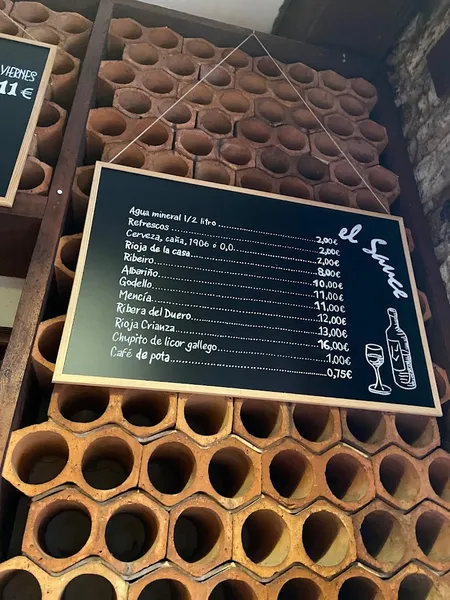 VIERNES
11 €
el
Agua mineral 1/2 litro 2,00€
Refrescos 2,00€
Cerveza, caña, 1906 ó 0,0 2,00€
Rioja de la casa 8,00€
Ribeiro 10,00€
Albariño 11,00€
Godello 11,00€
Mencía 12,00€
Ribera del Duero 13,00€
Rioja Crianza 16,00€
Chupito de licor gallego 1,00€
Café de pota 0,75€